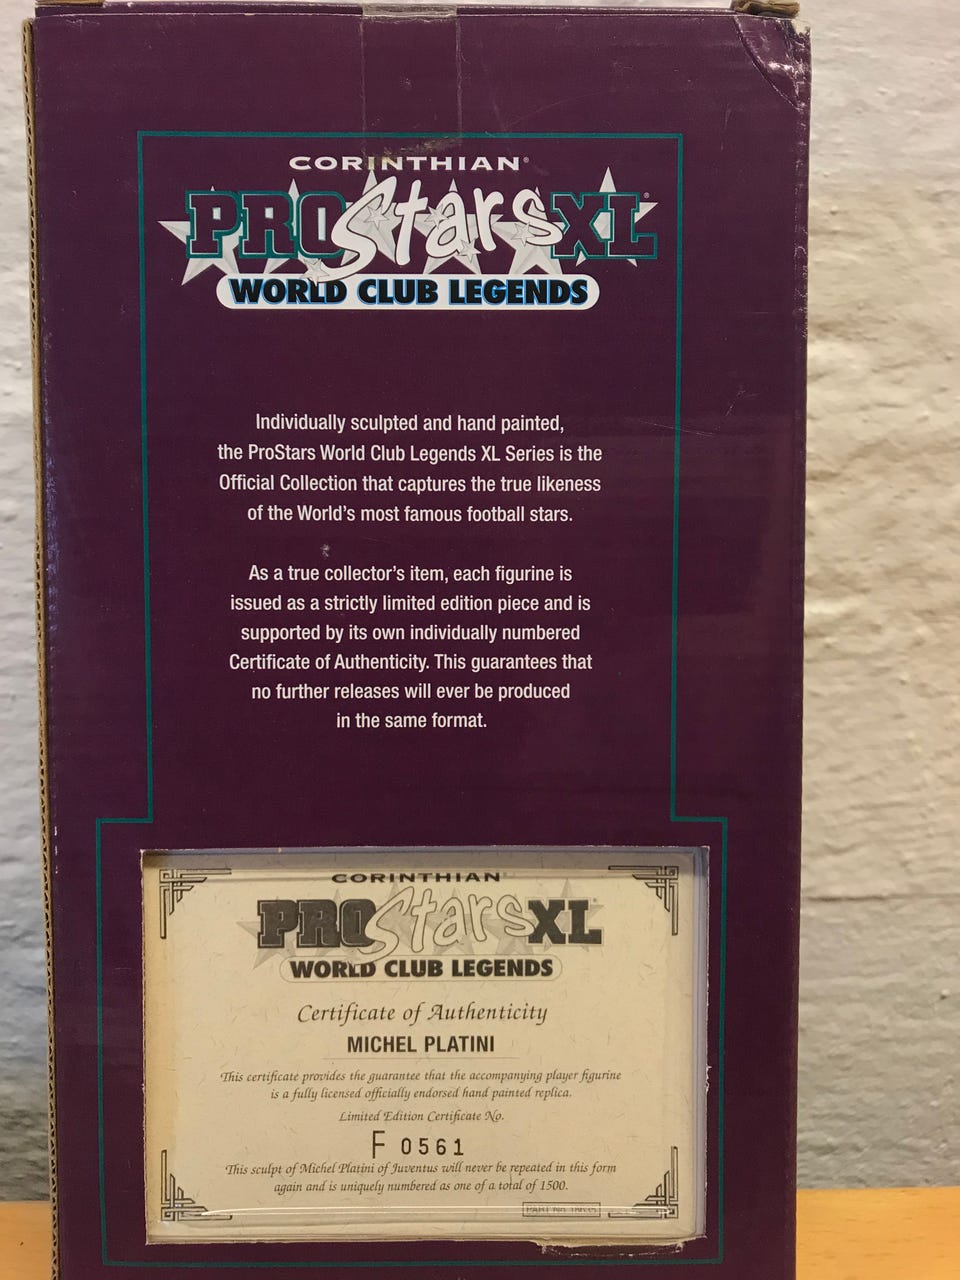 CORINTHIAN®
PROStarsXL®
WORLD CLUB LEGENDS
Individually sculpted and hand painted,
the ProStars World Club Legends XL Series is the
Official Collection that captures the true likeness
of the World's most famous football stars.
As a true collector's item, each figurine is
issued as a strictly limited edition piece and is
supported by its own individually numbered
Certificate of Authenticity. This guarantees that
no further releases will ever be produced
in the same format.
CORINTHIAN
PROStarsXL
WORLD CLUB LEGENDS
Certificate of Authenticity
MICHEL PLATINI
This certificate provides the guarantee that the accompanying player figurine
is a fully licensed officially endorsed hand painted replica.
Limited Edition Certificate No.
F 0561
This sculpt of Michel Platini of Juventus will never be repeated in this form
again and is uniquely numbered as one of a total of 1500.
PART No.